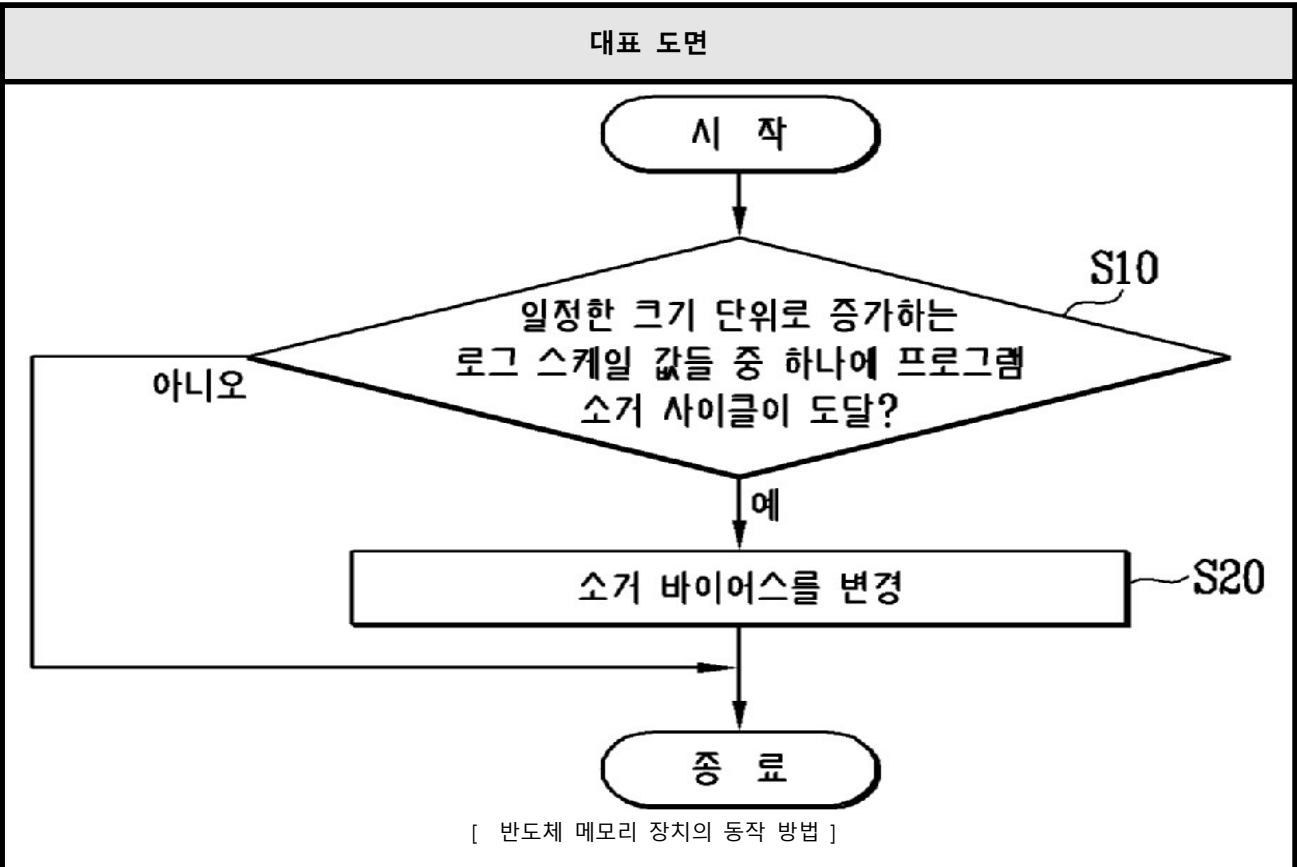 대표 도면
시 작
S10
일정한 크기 단위로 증가하는
로그 스케일 값들 중 하나에 프로그램
소거 사이클이 도달?
아니오
예
소거 바이어스를 변경
S20
종 료
[ 반도체 메모리 장치의 동작 방법 ]